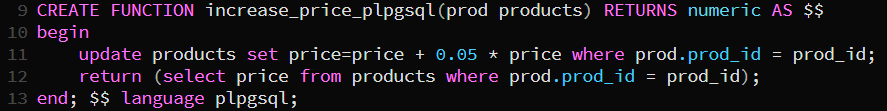 9 CREATE FUNCTION increase_price_plpgsql(prod products) RETURNS numeric AS $$
10 begin
11     update products set price=price + 0.05 * price where prod.prod_id = prod_id;
12     return (select price from products where prod.prod_id = prod_id);
13 end; $$ language plpgsql;